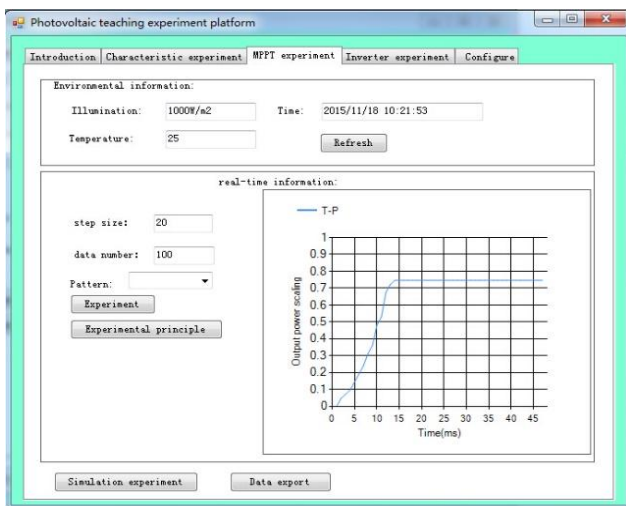 Photovoltaic teaching experiment platform
Introduction Characteristic experiment MPPT experiment Inverter experiment Configure
Environmental information:
Illumination: 1000W/m2 Time: 2015/11/18 10:21:53
Temperature: 25 Refresh
real-time information:
T-P
step size: 20
data number: 100
Pattern:
Experiment
Experimental principle
Output power scaling
1
0.9
0.8
0.7
0.6
0.5
0.4
0.3
0.2
0.1
0
0 5 10 15 20 25 30 35 40 45
Time(ms)
Simulation experiment Data export